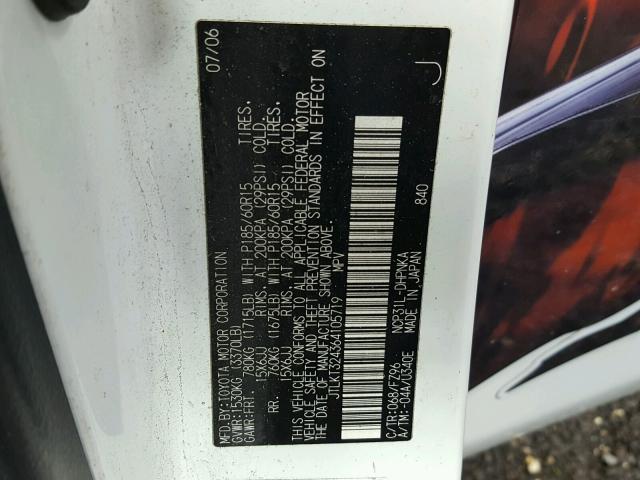 MFD.BY:TOYOTA MOTOR CORPORATION 07/06
GVWR:1530KG (3370LB)
GAWR:FRT. 780KG (1715LB) WITH P185/60R15 TIRES.
15X6JJ RIMS, AT 200KPA (29PSI) COLD.
RR. 760KG (1675LB) WITH P185/60R15 TIRES.
15X6JJ RIMS, AT 200KPA (29PSI) COLD.
THIS VEHICLE CONFORMS TO ALL APPLICABLE FEDERAL MOTOR
VEHICLE SAFETY AND THEFT PREVENTION STANDARDS IN EFFECT ON
THE DATE OF MANUFACTURE SHOWN ABOVE.
JTLKT324364105719 MPV
C/TR:068/FZ96 NCP31L-DHPNKA 840 J
A/TM:-04A/U340E MADE IN JAPAN